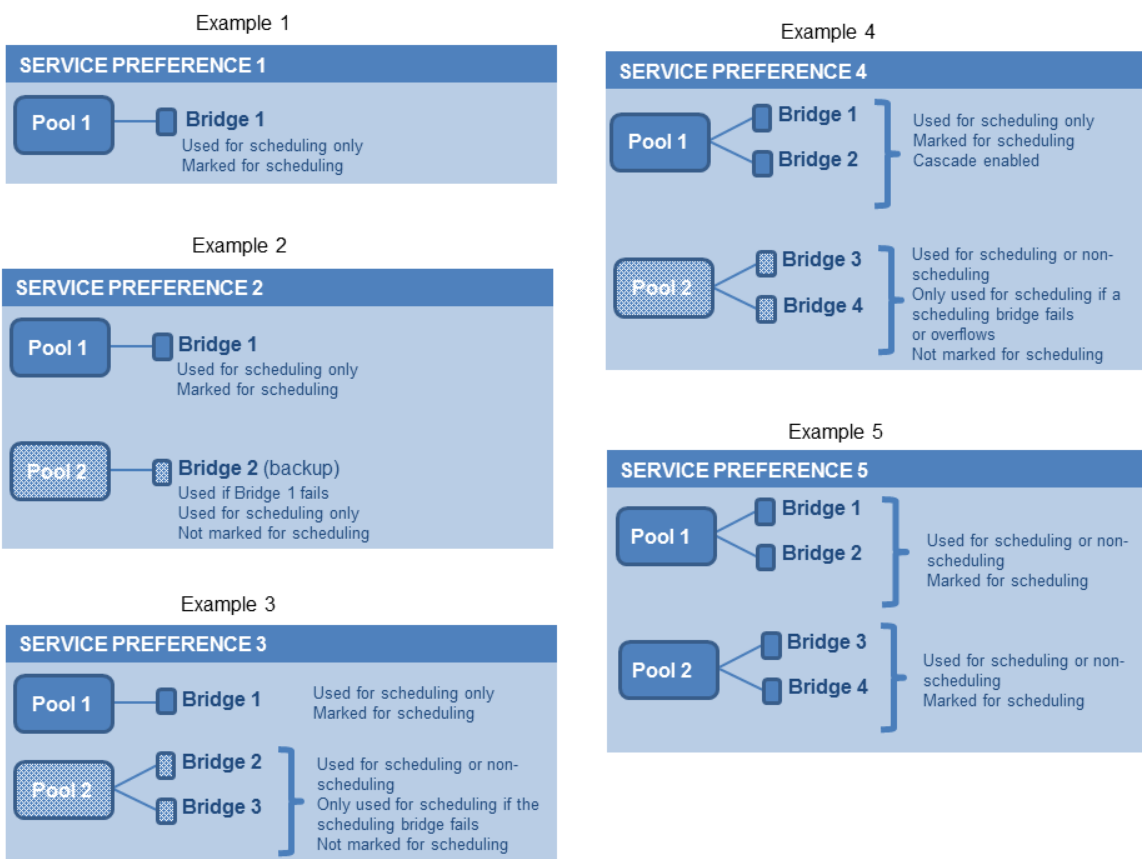 Example 1
SERVICE PREFERENCE 1
Pool 1
Bridge 1
Used for scheduling only
Marked for scheduling
Example 2
SERVICE PREFERENCE 2
Pool 1
Bridge 1
Used for scheduling only
Marked for scheduling
Pool 2
Bridge 2 (backup)
Used if Bridge 1 fails
Used for scheduling only
Not marked for scheduling
Example 3
SERVICE PREFERENCE 3
Pool 1
Bridge 1
Used for scheduling only
Marked for scheduling
Pool 2
Bridge 2
Bridge 3
Used for scheduling or non-
scheduling
Only used for scheduling if the
scheduling bridge fails
Not marked for scheduling
Example 4
SERVICE PREFERENCE 4
Pool 1
Bridge 1
Bridge 2
Used for scheduling only
Marked for scheduling
Cascade enabled
Pool 2
Bridge 3
Bridge 4
Used for scheduling or non-
scheduling
Only used for scheduling if a
scheduling bridge fails
or overflows
Not marked for scheduling
Example 5
SERVICE PREFERENCE 5
Pool 1
Bridge 1
Bridge 2
Used for scheduling or non-
scheduling
Marked for scheduling
Pool 2
Bridge 3
Bridge 4
Used for scheduling or non-
scheduling
Marked for scheduling